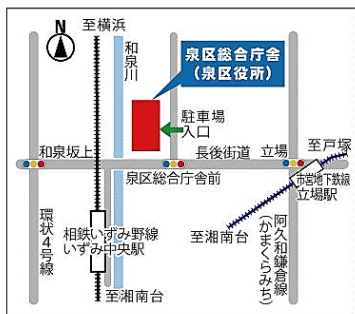 至横浜
N
和泉川
泉区総合庁舎
(泉区役所)
駐車場
入口
至戸塚
和泉坂上
長後街道
立場
泉区総合庁舎前
市営地下鉄線
立場駅
環状4号線
相鉄いずみ野線
いずみ中央駅
阿久和鎌倉線
(かまくらみち)
至湘南台
至湘南台